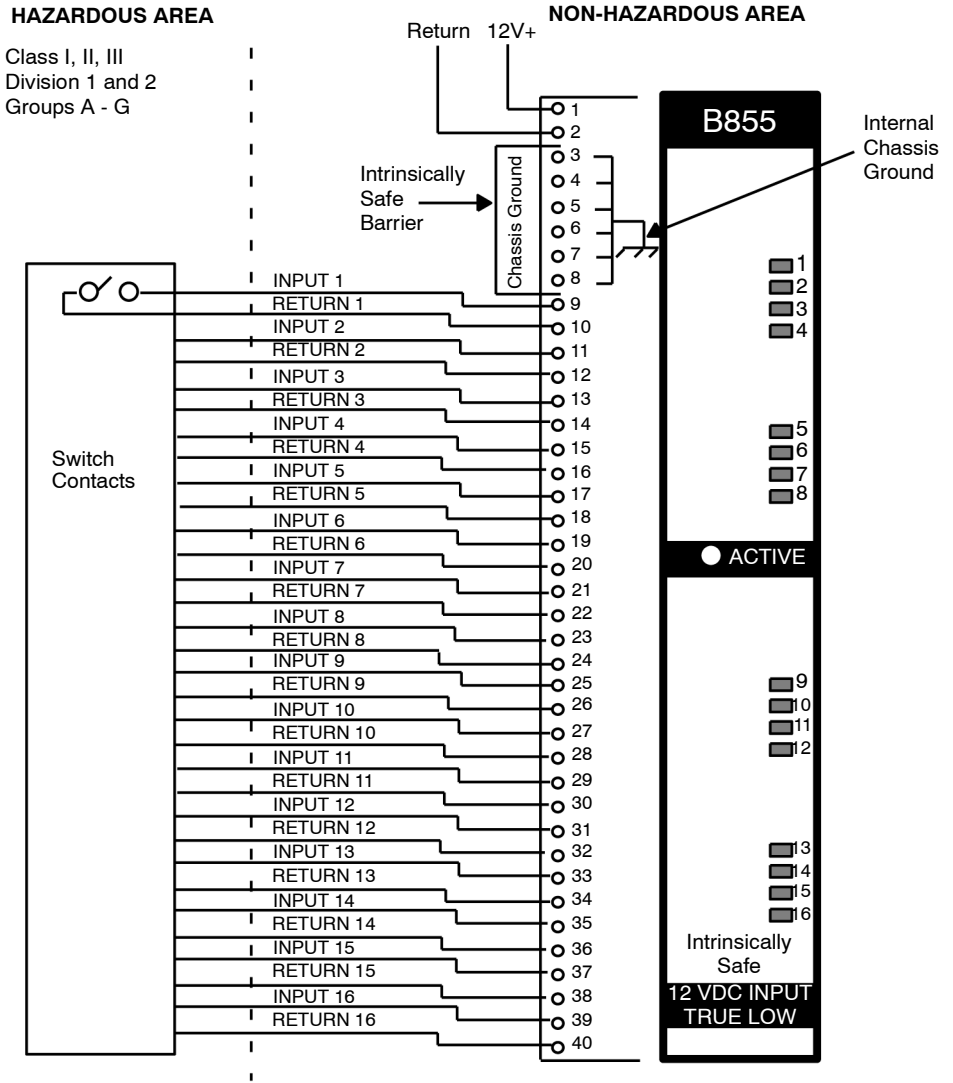 HAZARDOUS AREA
NON-HAZARDOUS AREA
Class I, II, III
Division 1 and 2
Groups A - G
Return 12V+
Intrinsically
Safe
Barrier
Chassis Ground
Internal
Chassis
Ground
Switch
Contacts
INPUT 1
RETURN 1
INPUT 2
RETURN 2
INPUT 3
RETURN 3
INPUT 4
RETURN 4
INPUT 5
RETURN 5
INPUT 6
RETURN 6
INPUT 7
RETURN 7
INPUT 8
RETURN 8
INPUT 9
RETURN 9
INPUT 10
RETURN 10
INPUT 11
RETURN 11
INPUT 12
RETURN 12
INPUT 13
RETURN 13
INPUT 14
RETURN 14
INPUT 15
RETURN 15
INPUT 16
RETURN 16
1
2
3
4
5
6
7
8
9
10
11
12
13
14
15
16
17
18
19
20
21
22
23
24
25
26
27
28
29
30
31
32
33
34
35
36
37
38
39
40
B855
1
2
3
4
5
6
7
8
ACTIVE
9
10
11
12
13
14
15
16
Intrinsically
Safe
12 VDC INPUT
TRUE LOW